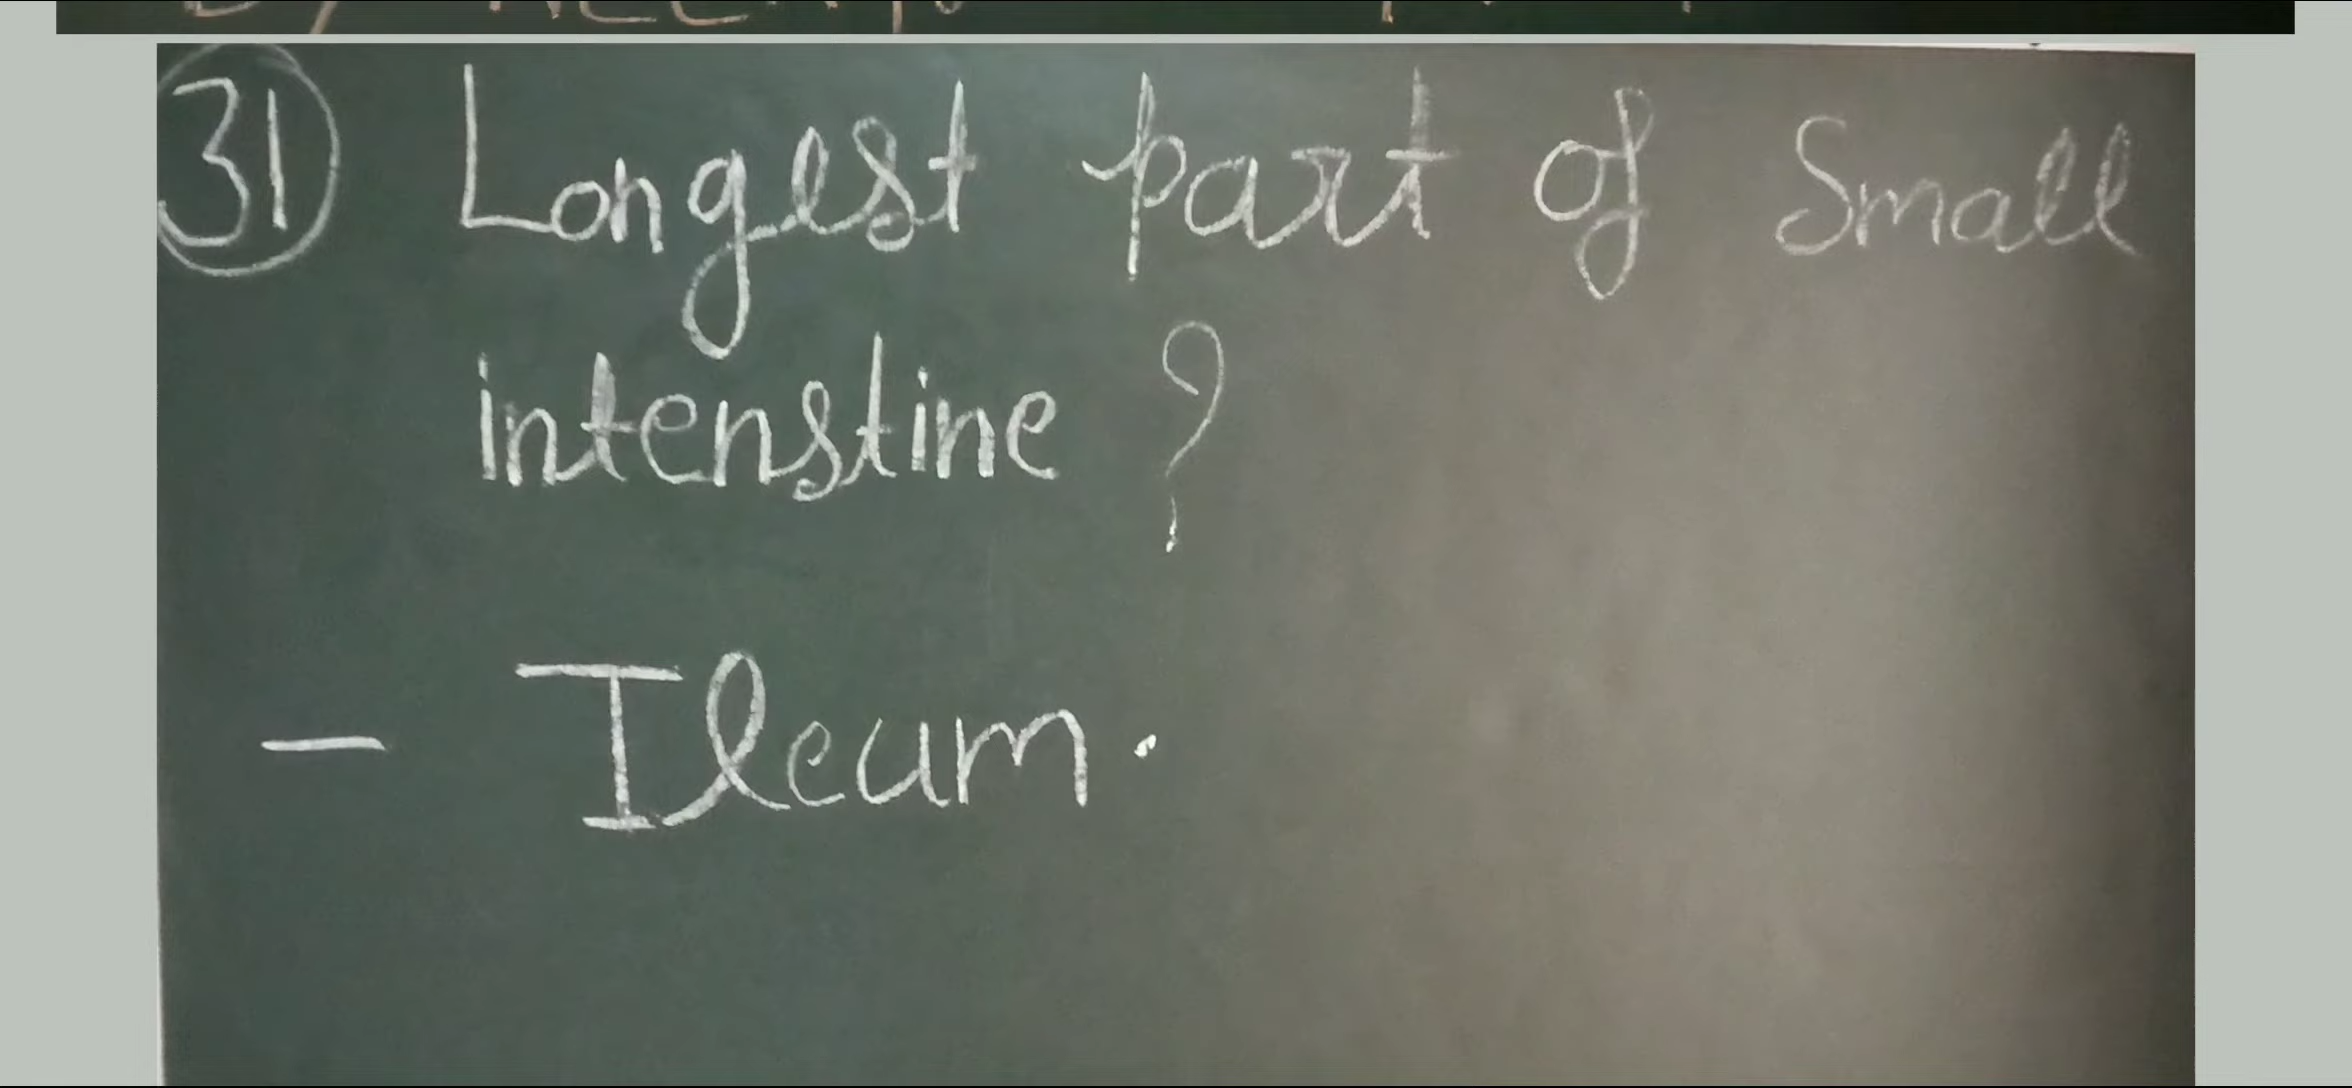 31 Longest part of Small
intenstine ?
- Ileum.